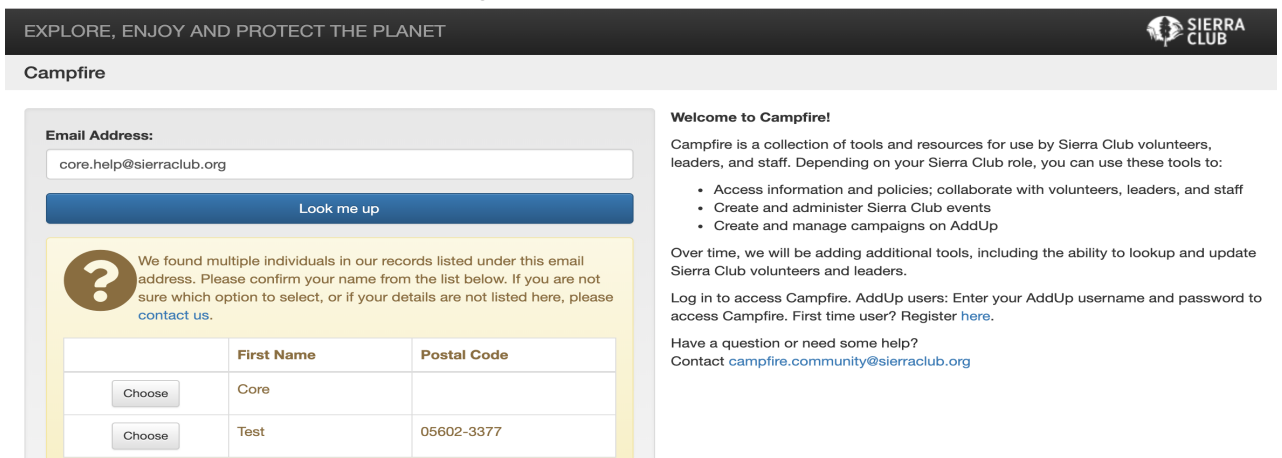 EXPLORE, ENJOY AND PROTECT THE PLANET
SIERRA
CLUB
Campfire
Email Address:
core.help@sierraclub.org
Look me up
?
We found multiple individuals in our records listed under this email
address. Please confirm your name from the list below. If you are not
sure which option to select, or if your details are not listed here, please
contact us.
First Name Postal Code
Choose Core
Choose Test 05602-3377
Welcome to Campfire!
Campfire is a collection of tools and resources for use by Sierra Club volunteers,
leaders, and staff. Depending on your Sierra Club role, you can use these tools to:
• Access information and policies; collaborate with volunteers, leaders, and staff
• Create and administer Sierra Club events
• Create and manage campaigns on AddUp
Over time, we will be adding additional tools, including the ability to lookup and update
Sierra Club volunteers and leaders.
Log in to access Campfire. AddUp users: Enter your AddUp username and password to
access Campfire. First time user? Register here.
Have a question or need some help?
Contact campfire.community@sierraclub.org